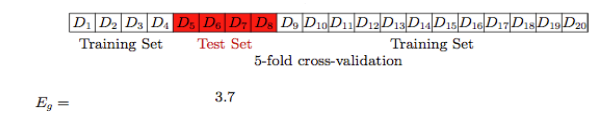 D₁ D₂ D₃ D₄ D₅ D₆ D₇ D₈ D₉ D₁₀ D₁₁ D₁₂ D₁₃ D₁₄ D₁₅ D₁₆ D₁₇ D₁₈ D₁₉ D₂₀
Training Set Test Set Training Set
5-fold cross-validation
3.7
E_g =